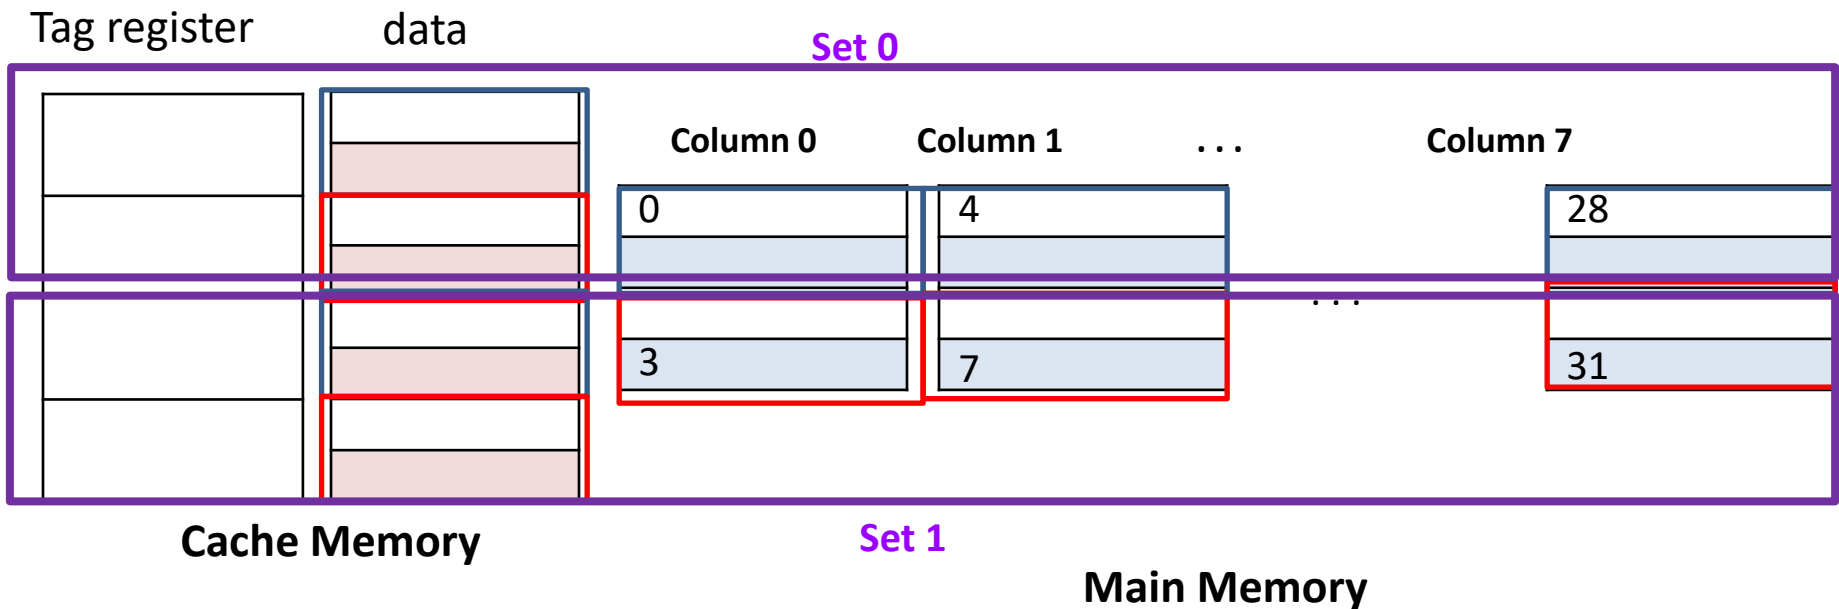 Tag register data
Set 0
Column 0 Column 1 ... Column 7
0 4 28
...
3 7 31
Cache Memory
Set 1
Main Memory